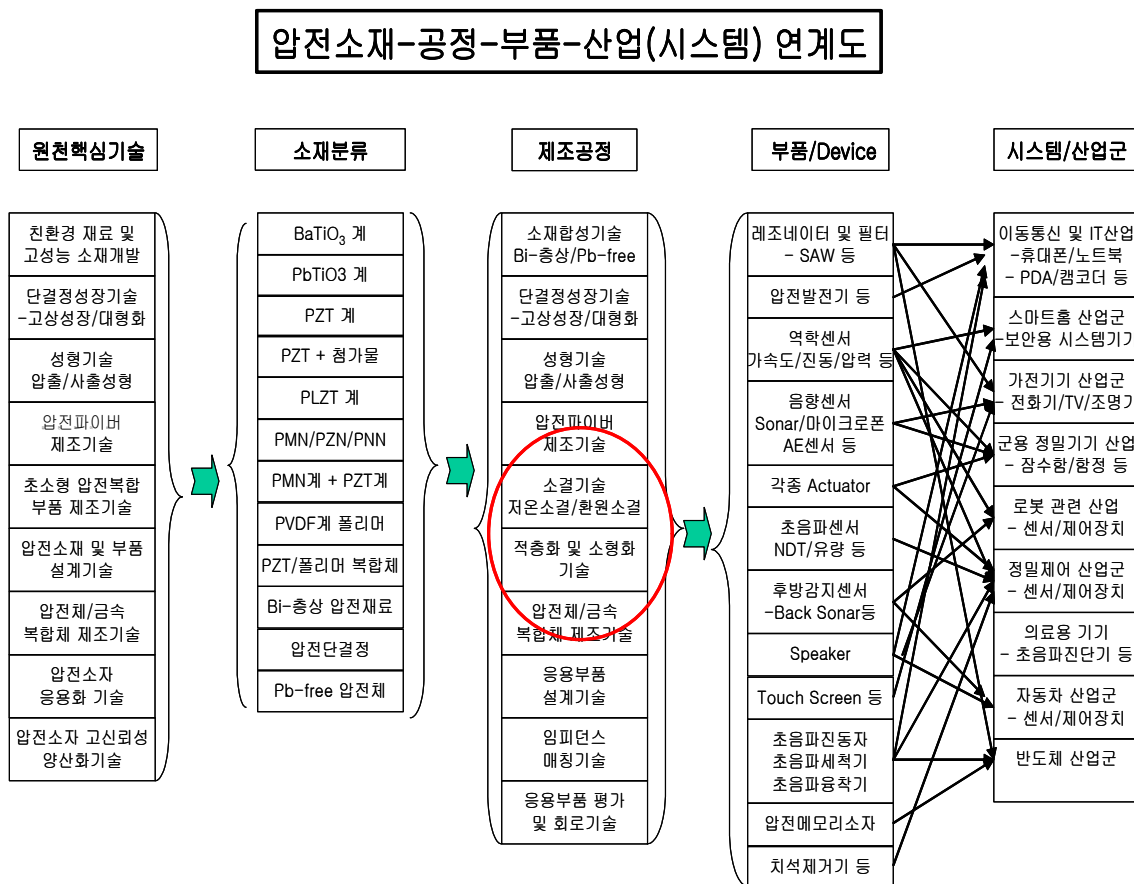 압전소재-공정-부품-산업(시스템) 연계도
원천핵심기술
친환경 재료 및
고성능 소재개발
단결정성장기술
-고상성장/대형화
성형기술
압출/사출성형
압전파이버
제조기술
초소형 압전복합
부품 제조기술
압전소재 및 부품
설계기술
압전체/금속
복합체 제조기술
압전소자
응용화 기술
압전소자 고신뢰성
양산화기술
소재분류
BaTiO₃ 계
PbTiO3 계
PZT 계
PZT + 첨가물
PLZT 계
PMN/PZN/PNN
PMN계 + PZT계
PVDF계 폴리머
PZT/폴리머 복합체
Bi-층상 압전재료
압전단결정
Pb-free 압전체
제조공정
소재합성기술
Bi-층상/Pb-free
단결정성장기술
-고상성장/대형화
성형기술
압출/사출성형
압전파이버
제조기술
소결기술
저온소결/환원소결
적층화 및 소형화
기술
압전체/금속
복합체 제조기술
응용부품
설계기술
임피던스
매칭기술
응용부품 평가
및 회로기술
부품/Device
레조네이터 및 필터
- SAW 등
압전발전기 등
역학센서
가속도/진동/압력 등
음향센서
Sonar/마이크로폰
AE센서 등
각종 Actuator
초음파센서
NDT/유량 등
후방감지센서
-Back Sonar등
Speaker
Touch Screen 등
초음파진동자
초음파세척기
초음파융착기
압전메모리소자
치석제거기 등
시스템/산업군
이동통신 및 IT산업
-휴대폰/노트북
- PDA/캠코더 등
스마트홈 산업군
-보안용 시스템기기
가전기기 산업군
- 전화기/TV/조명기
군용 정밀기기 산업
- 잠수함/함정 등
로봇 관련 산업
- 센서/제어장치
정밀제어 산업군
- 센서/제어장치
의료용 기기
- 초음파진단기 등
자동차 산업군
- 센서/제어장치
반도체 산업군